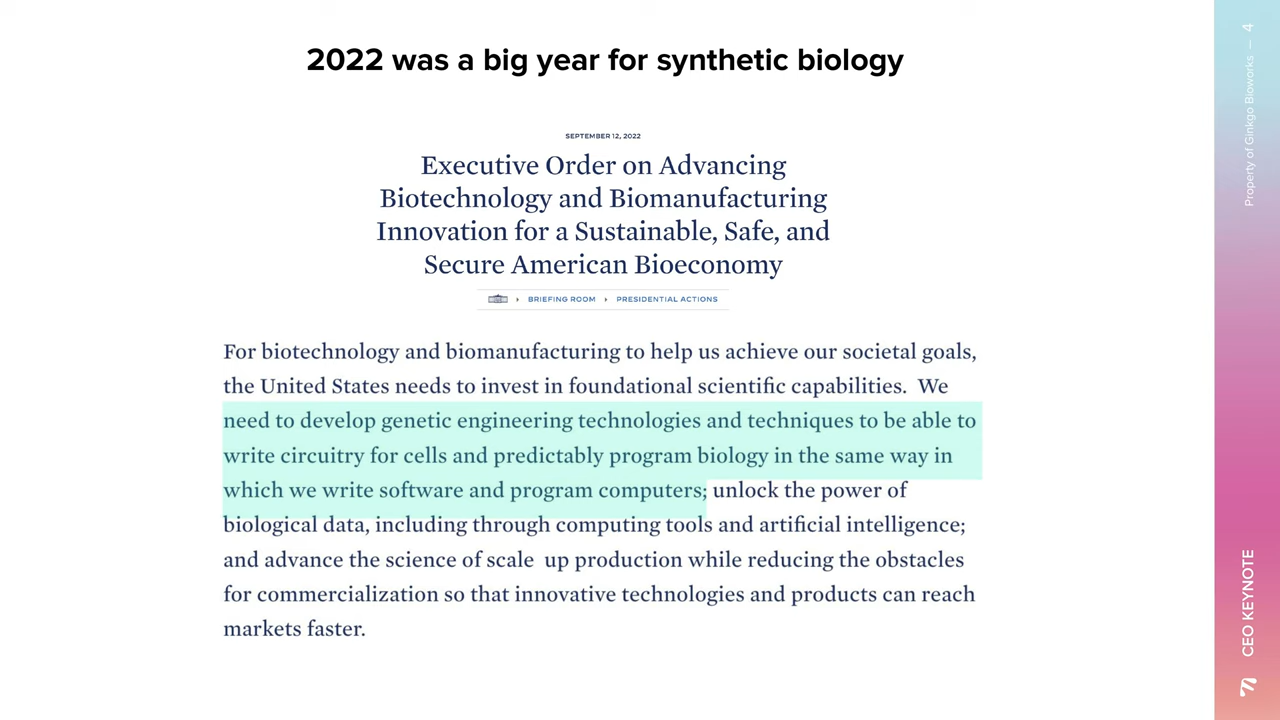 2022 was a big year for synthetic biology
SEPTEMBER 12, 2022
Executive Order on Advancing
Biotechnology and Biomanufacturing
Innovation for a Sustainable, Safe, and
Secure American Bioeconomy
BRIEFING ROOM › PRESIDENTIAL ACTIONS
For biotechnology and biomanufacturing to help us achieve our societal goals,
the United States needs to invest in foundational scientific capabilities. We
need to develop genetic engineering technologies and techniques to be able to
write circuitry for cells and predictably program biology in the same way in
which we write software and program computers; unlock the power of
biological data, including through computing tools and artificial intelligence;
and advance the science of scale up production while reducing the obstacles
for commercialization so that innovative technologies and products can reach
markets faster.
Property of Ginkgo Bioworks — 4
CEO KEYNOTE